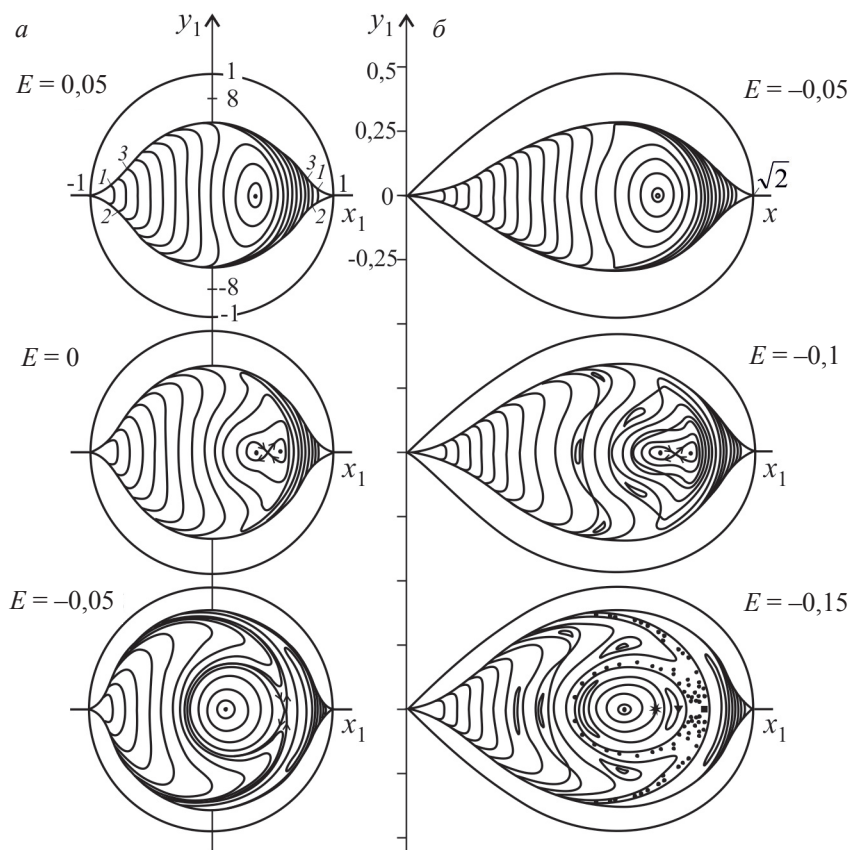 а y₁ б
E = 0,05
1
8
3
1
2
-1
3
1
1
2
x₁
-8
-1
0,5
0,25
0
-0,25
E = –0,05
√2
x
E = 0
x₁
E = –0,1
x₁
E = –0,05
x₁
E = –0,15
x₁